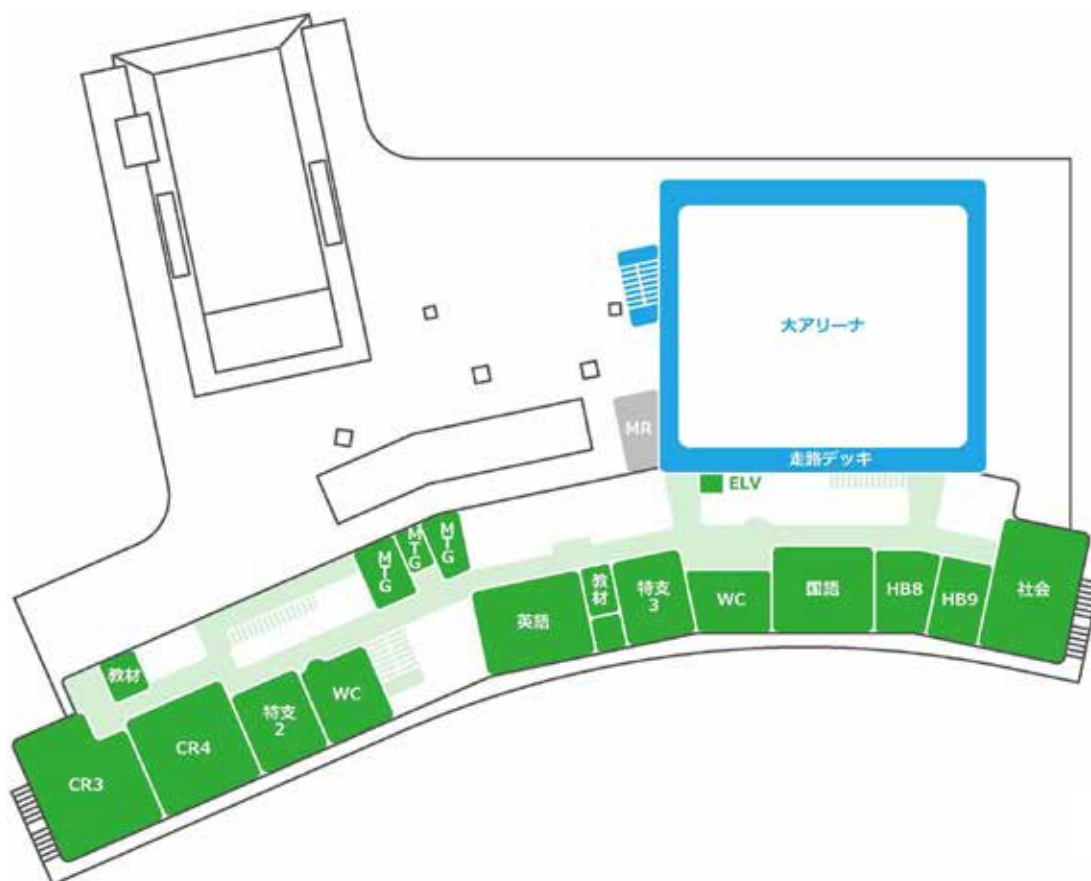 大アリーナ
MR
走路デッキ
ELV
MTG
MTG
MTG
教材
特支
3
英語
WC
国語
HB8
HB9
社会
教材
特支
2
WC
CR4
CR3